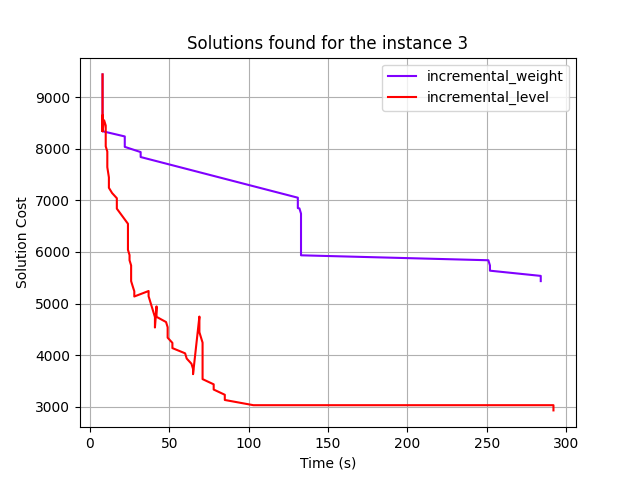 Solutions found for the instance 3
incremental_weight
incremental_level
9000
8000
7000
6000
5000
4000
3000
Solution Cost
0 50 100 150 200 250 300
Time (s)